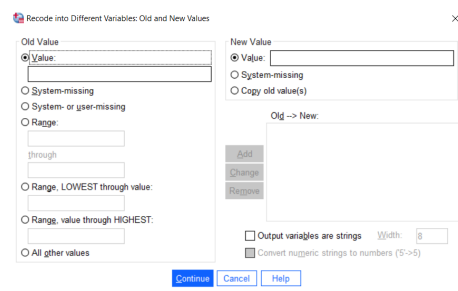 Recode into Different Variables: Old and New Values
Old Value
Value:
System-missing
System- or user-missing
Range:
through
Range, LOWEST through value:
Range, value through HIGHEST:
All other values
New Value
Value:
System-missing
Copy old value(s)
Old --> New:
Add
Change
Remove
Output variables are strings Width: 8
Convert numeric strings to numbers ('5'->5)
Continue Cancel Help